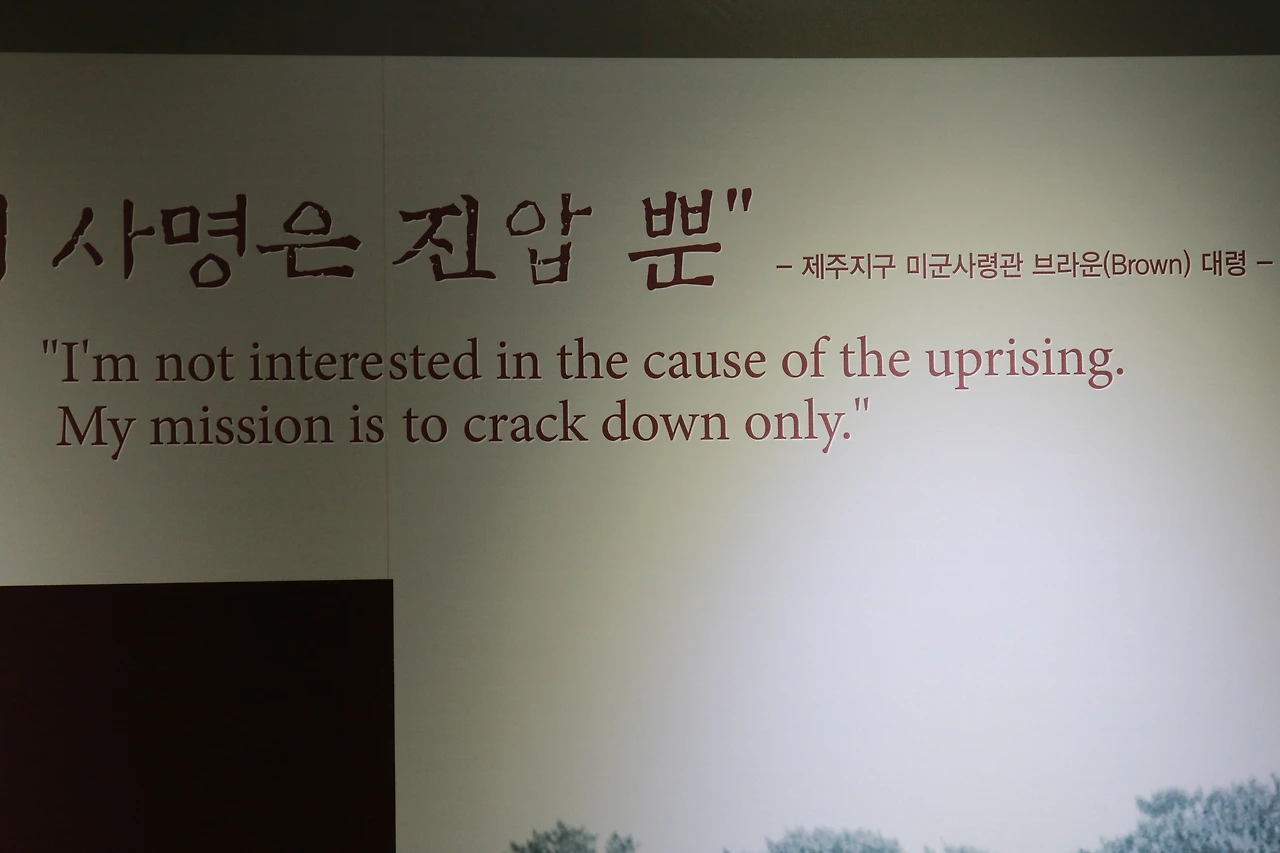 사명은 진압 뿐"
– 제주지구 미군사령관 브라운(Brown) 대령 –
"I'm not interested in the cause of the uprising.
My mission is to crack down only."